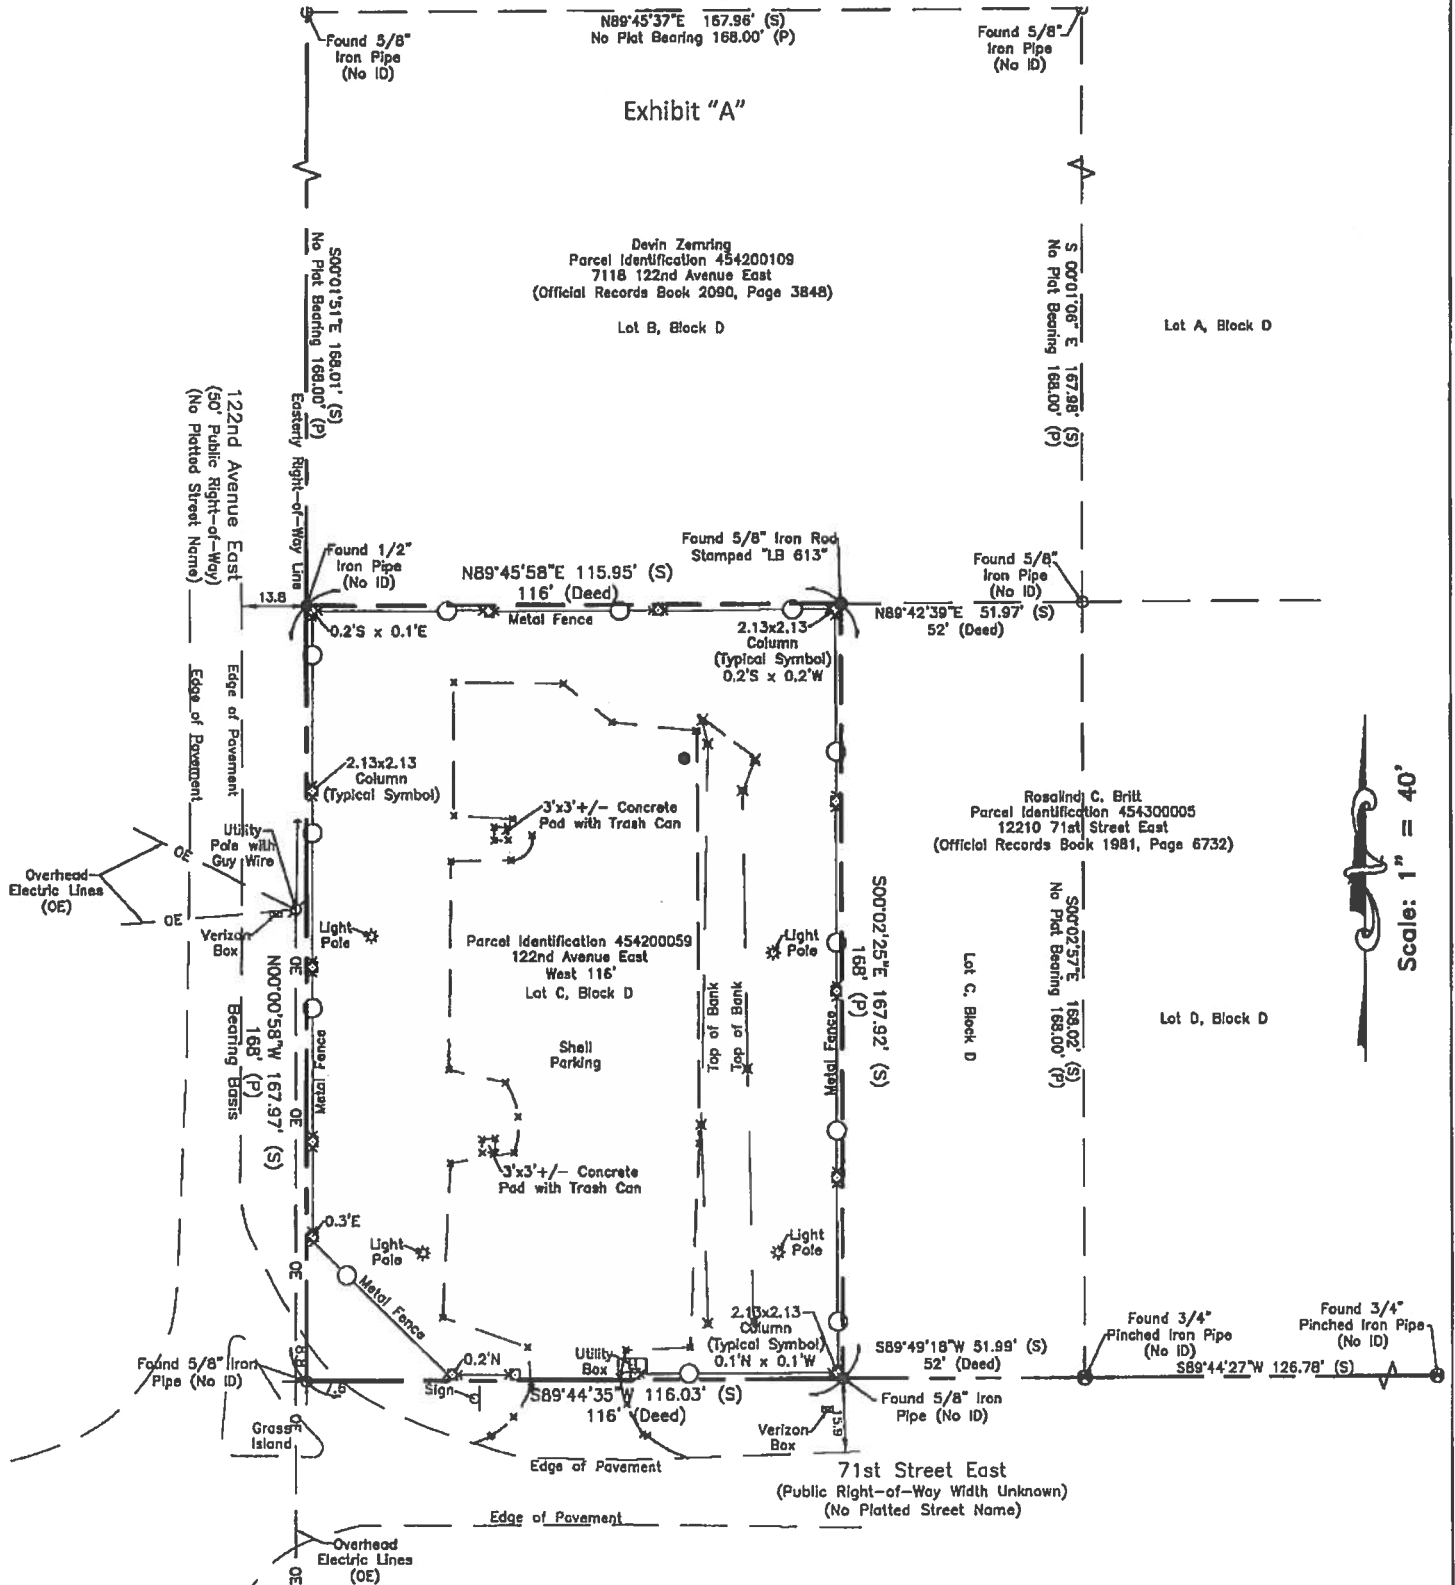 N89°45'37"E 167.96' (S)
No Plat Bearing 168.00' (P)
Found 5/8"
Iron Pipe
(No ID)
Found 5/8"
Iron Pipe
(No ID)
Exhibit "A"
Devin Zemring
Parcel Identification 454200109
7118 122nd Avenue East
(Official Records Book 2090, Page 3848)
Lot B, Block D
Lot A, Block D
S00°01'51"E 168.01' (S)
No Plat Bearing 168.00' (P)
S 00°01'06" E 167.98' (S)
No Plat Bearing 168.00' (P)
Easterly Right-of-Way Line
122nd Avenue East
(50' Public Right-of-Way)
(No Platted Street Name)
13.8
Found 1/2"
Iron Pipe
(No ID)
N89°45'58"E 115.95' (S)
116' (Deed)
Metal Fence
0.2'S x 0.1'E
Found 5/8" Iron Rod
Stamped "LB 613"
Found 5/8"
Iron Pipe
(No ID)
N89°42'39"E 51.97' (S)
52' (Deed)
2.13x2.13
Column
(Typical Symbol)
0.2'S x 0.2'W
Edge of Pavement
Edge of Pavement
2.13x2.13
Column
(Typical Symbol)
3'x3'+/- Concrete
Pad with Trash Can
Rosalind C. Britt
Parcel Identification 454300005
12210 71st Street East
(Official Records Book 1981, Page 6732)
Scale: 1" = 40'
Utility
Pole with
Guy Wire
OE
OE
Overhead
Electric Lines
(OE)
Verizon
Box
Light
Pole
Light
Pole
Parcel Identification 454200059
122nd Avenue East
West 116'
Lot C, Block D
Shell
Parking
Top of Bank
Top of Bank
S00°02'25"E 167.92' (S)
168' (P)
Metal Fence
Lot C, Block D
S00°02'57"E 168.02' (S)
No Plat Bearing 168.00' (P)
Lot D, Block D
OE
Metal Fence
N00°00'58"W 167.97' (S)
168' (P)
Bearing Basis
OE
3'x3'+/- Concrete
Pad with Trash Can
0.3'E
Light
Pole
Light
Pole
OE
Metal Fence
2.13x2.13
Column
(Typical Symbol)
0.1'N x 0.1'W
Found 3/4"
Pinched Iron Pipe
(No ID)
Found 3/4"
Pinched Iron Pipe
(No ID)
S89°49'18"W 51.99' (S)
52' (Deed)
S89°44'27"W 126.78' (S)
Found 5/8" Iron
Pipe (No ID)
7.6
0.2'N
Sign
Utility
Box
S89°44'35" 116.03' (S)
116' (Deed)
Found 5/8" Iron
Pipe (No ID)
15.9
Verizon
Box
Grass
Island
OE
Edge of Pavement
71st Street East
(Public Right-of-Way Width Unknown)
(No Platted Street Name)
Edge of Pavement
Overhead
Electric Lines
(OE)
OE